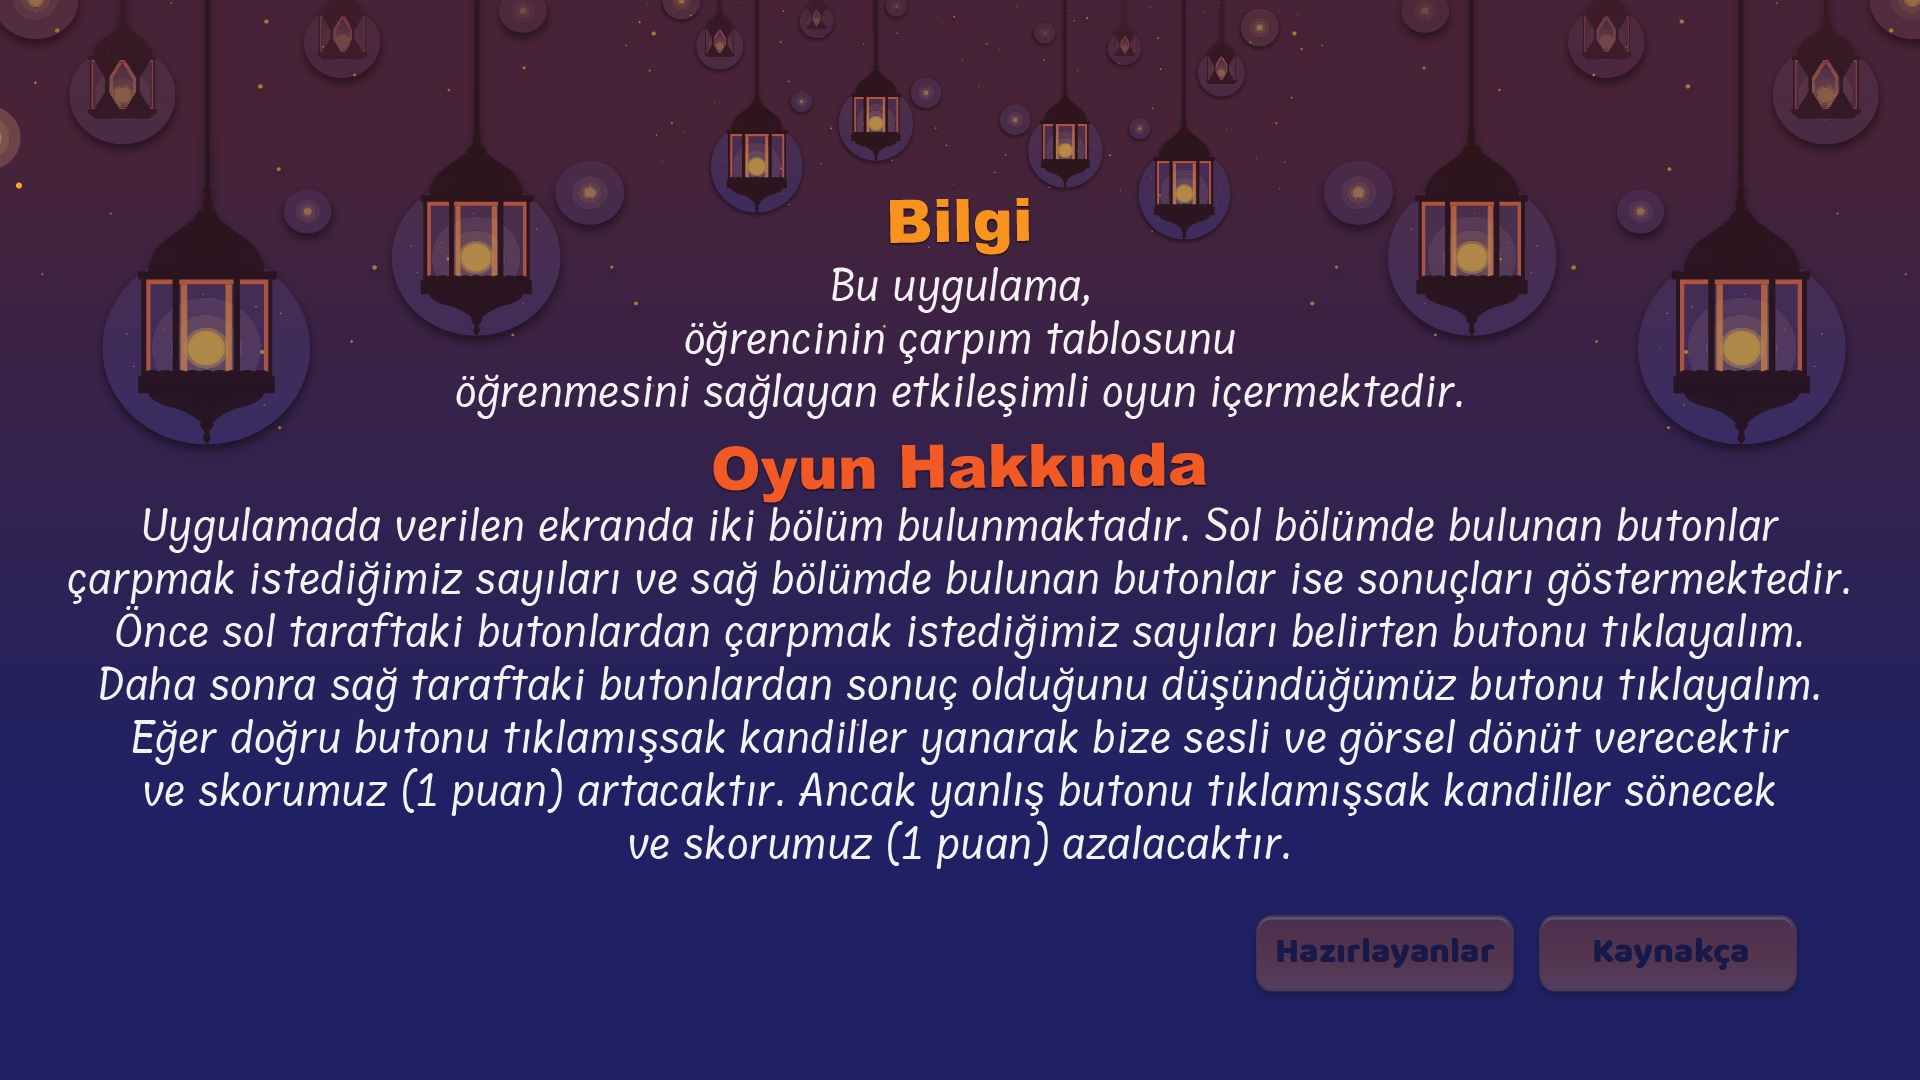 Bilgi
Bu uygulama,
öğrencinin çarpım tablosunu
öğrenmesini sağlayan etkileşimli oyun içermektedir.
Oyun Hakkında
Uygulamada verilen ekranda iki bölüm bulunmaktadır. Sol bölümde bulunan butonlar
çarpmak istediğimiz sayıları ve sağ bölümde bulunan butonlar ise sonuçları göstermektedir.
Önce sol taraftaki butonlardan çarpmak istediğimiz sayıları belirten butonu tıklayalım.
Daha sonra sağ taraftaki butonlardan sonuç olduğunu düşündüğümüz butonu tıklayalım.
Eğer doğru butonu tıklamışsak kandiller yanarak bize sesli ve görsel dönüt verecektir
ve skorumuz (1 puan) artacaktır. Ancak yanlış butonu tıklamışsak kandiller sönecek
ve skorumuz (1 puan) azalacaktır.
Hazırlayanlar
Kaynakça